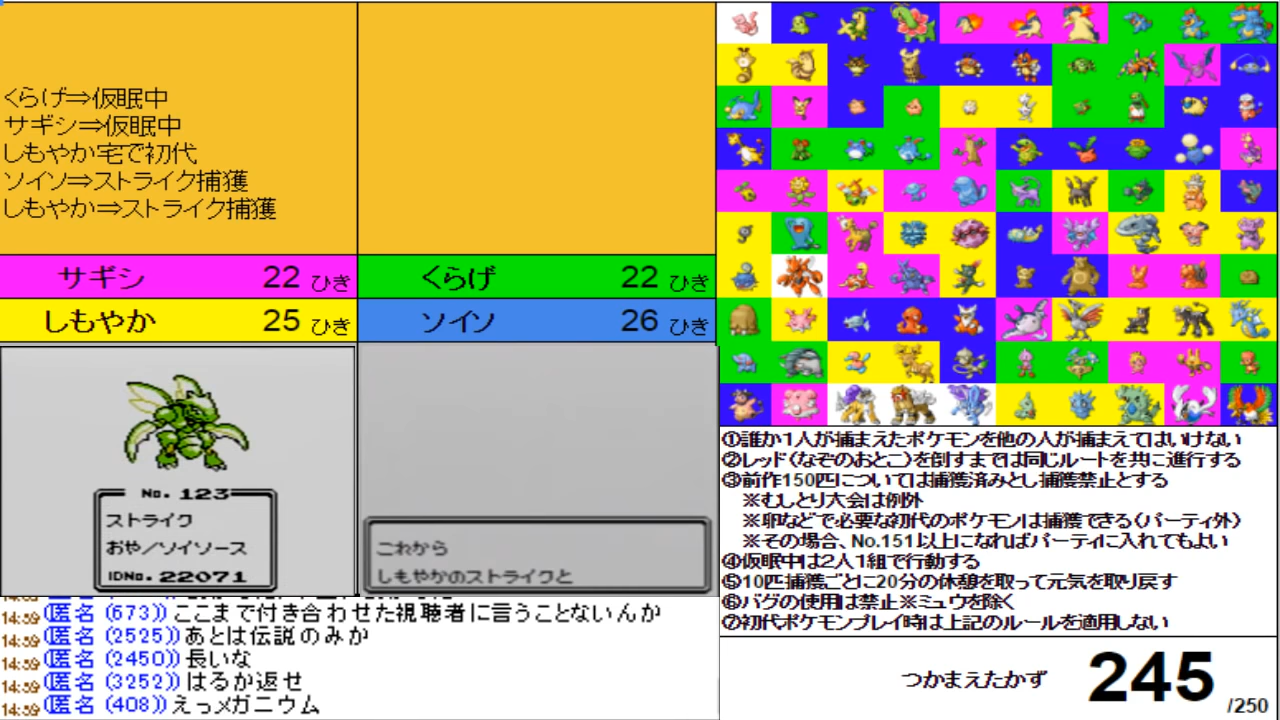 くらげ⇒仮眠中
サギシ⇒仮眠中
しもやか宅で初代
ソイソ⇒ストライク捕獲
しもやか⇒ストライク捕獲
サギシ 22 ひき
くらげ 22 ひき
しもやか 25 ひき
ソイソ 26 ひき
No. 123
ストライク
おや/ソイソース
IDNo. 22071
これから
しもやかのストライクと
14:59 (匿名 (673)) ここまで付き合わせた視聴者に言うことないんか
14:59 (匿名 (2525)) あとは伝説のみか
14:59 (匿名 (2450)) 長いな
14:59 (匿名 (3252)) はるか返せ
14:59 (匿名 (408)) えっメガニウム
①誰か1人が捕まえたポケモンを他の人が捕まえてはいけない
②レッド(なぞのおとこ)を倒すまでは同じルートを共に進行する
③前作150匹については捕獲済みとし捕獲禁止とする
※むしとり大会は例外
※卵などで必要な初代のポケモンは捕獲できる(パーティ外)
※その場合、No.151以上になればパーティに入れてもよい
④仮眠中は2人1組で行動する
⑤10匹捕獲ごとに20分の休憩を取って元気を取り戻す
⑥バグの使用は禁止※ミュウを除く
⑦初代ポケモンプレイ時は上記のルールを適用しない
つかまえたかず 245 /250